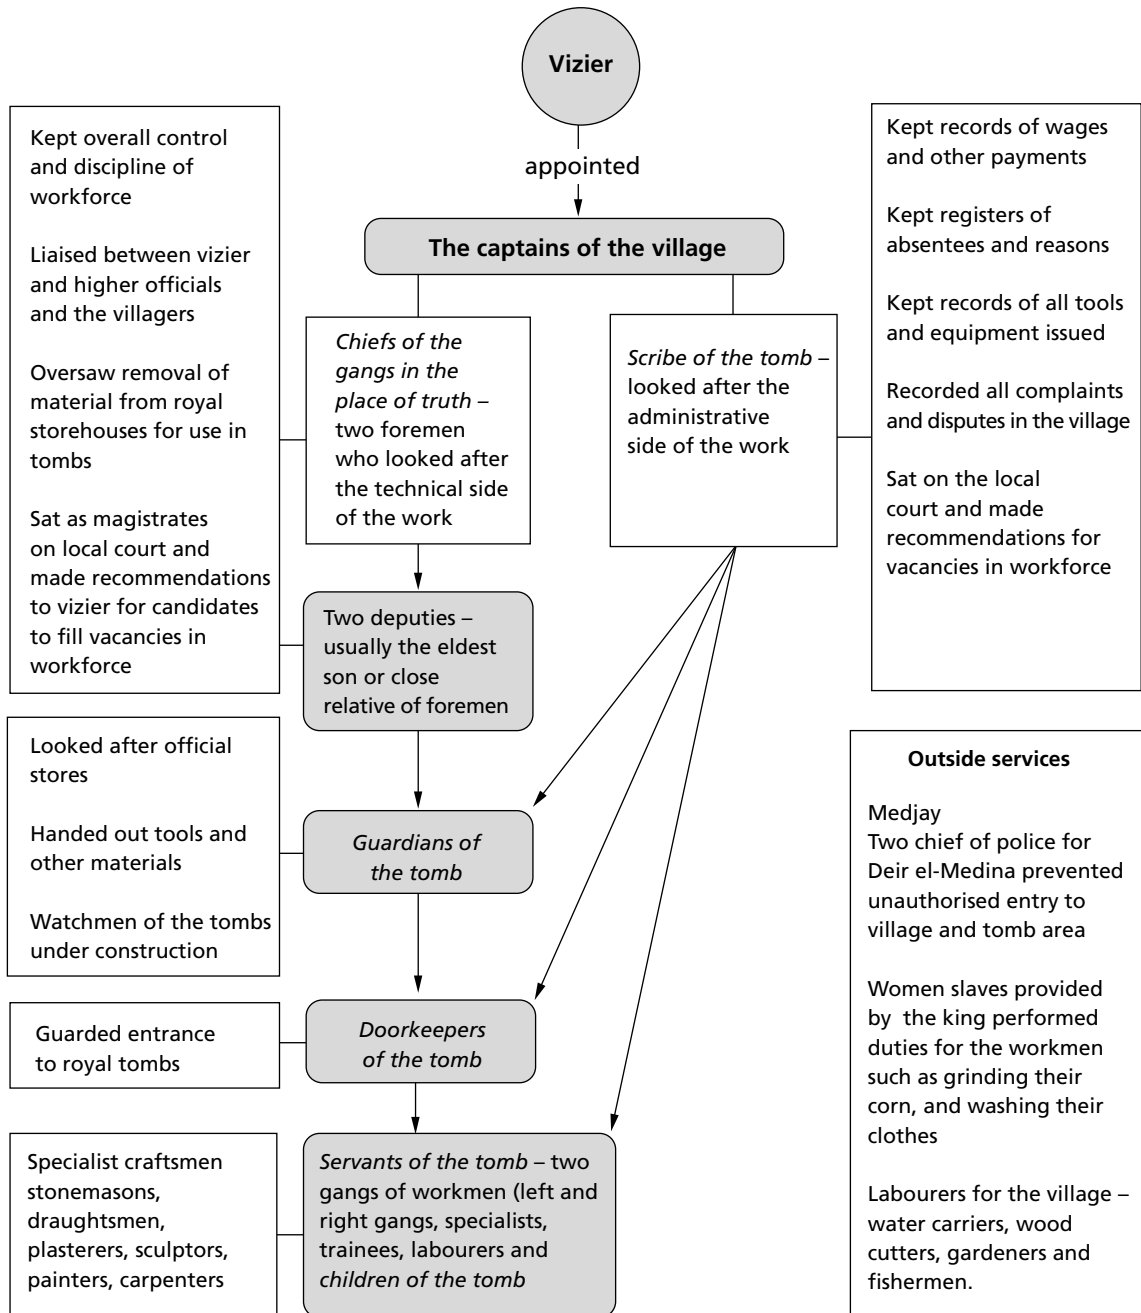 Vizier
appointed
The captains of the village
Kept overall control
and discipline of
workforce
Liaised between vizier
and higher officials
and the villagers
Oversaw removal of
material from royal
storehouses for use in
tombs
Sat as magistrates
on local court and
made recommendations
to vizier for candidates
to fill vacancies in
workforce
Chiefs of the
gangs in the
place of truth –
two foremen
who looked after
the technical side
of the work
Scribe of the tomb –
looked after the
administrative
side of the work
Kept records of wages
and other payments
Kept registers of
absentees and reasons
Kept records of all tools
and equipment issued
Recorded all complaints
and disputes in the village
Sat on the local
court and made
recommendations for
vacancies in workforce
Two deputies –
usually the eldest
son or close
relative of foremen
Looked after official
stores
Handed out tools and
other materials
Watchmen of the tombs
under construction
Guardians of
the tomb
Guarded entrance
to royal tombs
Doorkeepers
of the tomb
Specialist craftsmen
stonemasons,
draughtsmen,
plasterers, sculptors,
painters, carpenters
Servants of the tomb – two
gangs of workmen (left and
right gangs, specialists,
trainees, labourers and
children of the tomb
Outside services
Medjay
Two chief of police for
Deir el-Medina prevented
unauthorised entry to
village and tomb area
Women slaves provided
by the king performed
duties for the workmen
such as grinding their
corn, and washing their
clothes
Labourers for the village –
water carriers, wood
cutters, gardeners and
fishermen.